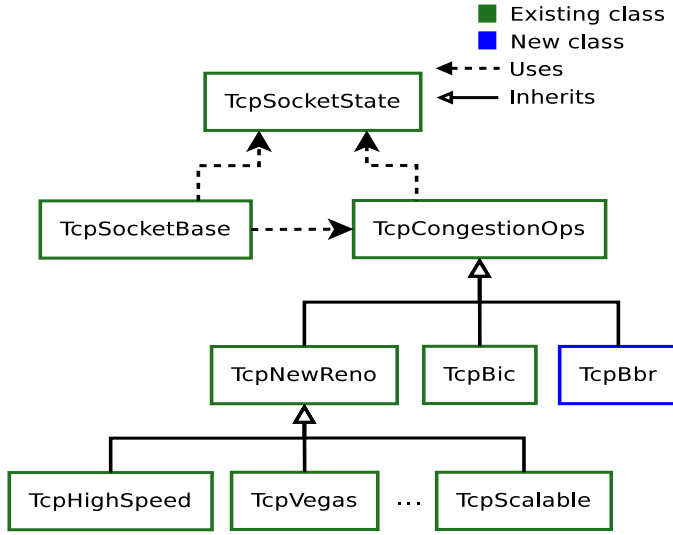 Existing class
New class
Uses
Inherits
TcpSocketState
TcpSocketBase
TcpCongestionOps
TcpNewReno
TcpBic
TcpBbr
TcpHighSpeed
TcpVegas
...
TcpScalable